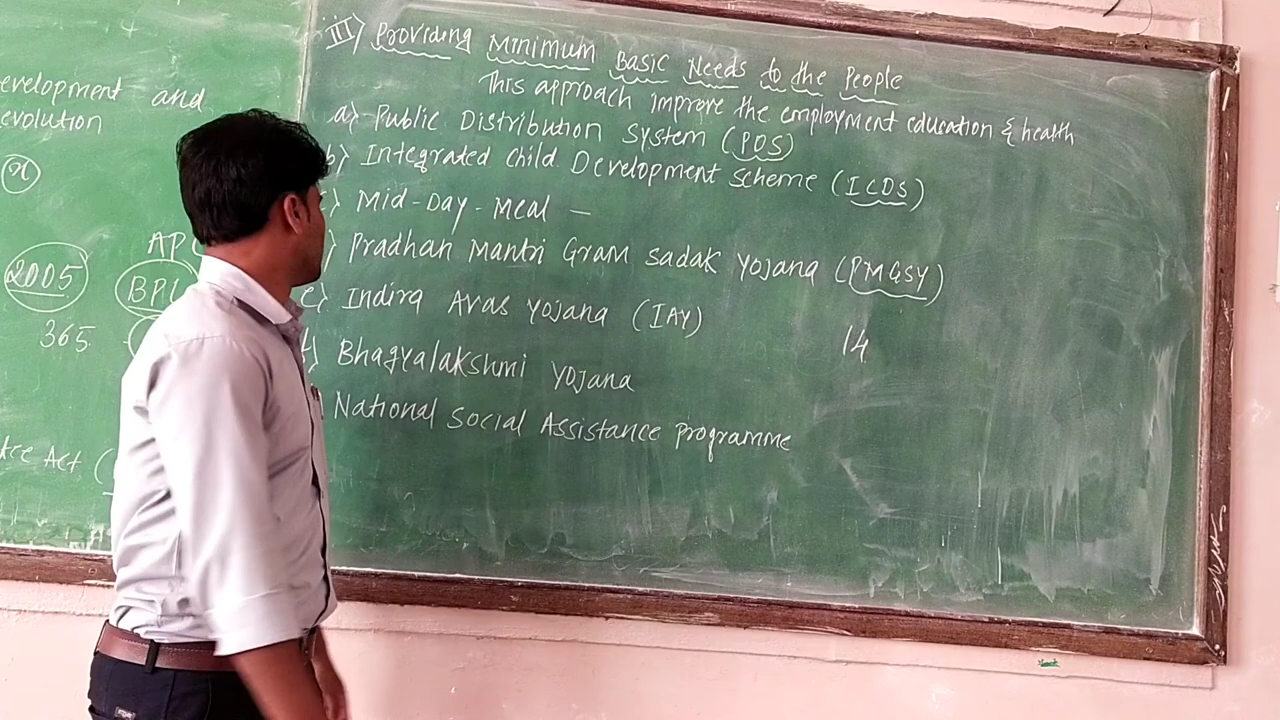 evelopment and
evolution
x
2005
365
APL
BPL
Act (
III) Providing Minimum Basic Needs to the People
This approach improve the employment education & health
a) Public Distribution System (PDS)
b) Integrated Child Development Scheme (ICDS)
c) Mid-Day-Meal –
) Pradhan Mantri Gram Sadak Yojana (PMGSY)
e) Indira Avas Yojana (IAY)
f) Bhagyalakshmi Yojana
National Social Assistance Programme
14